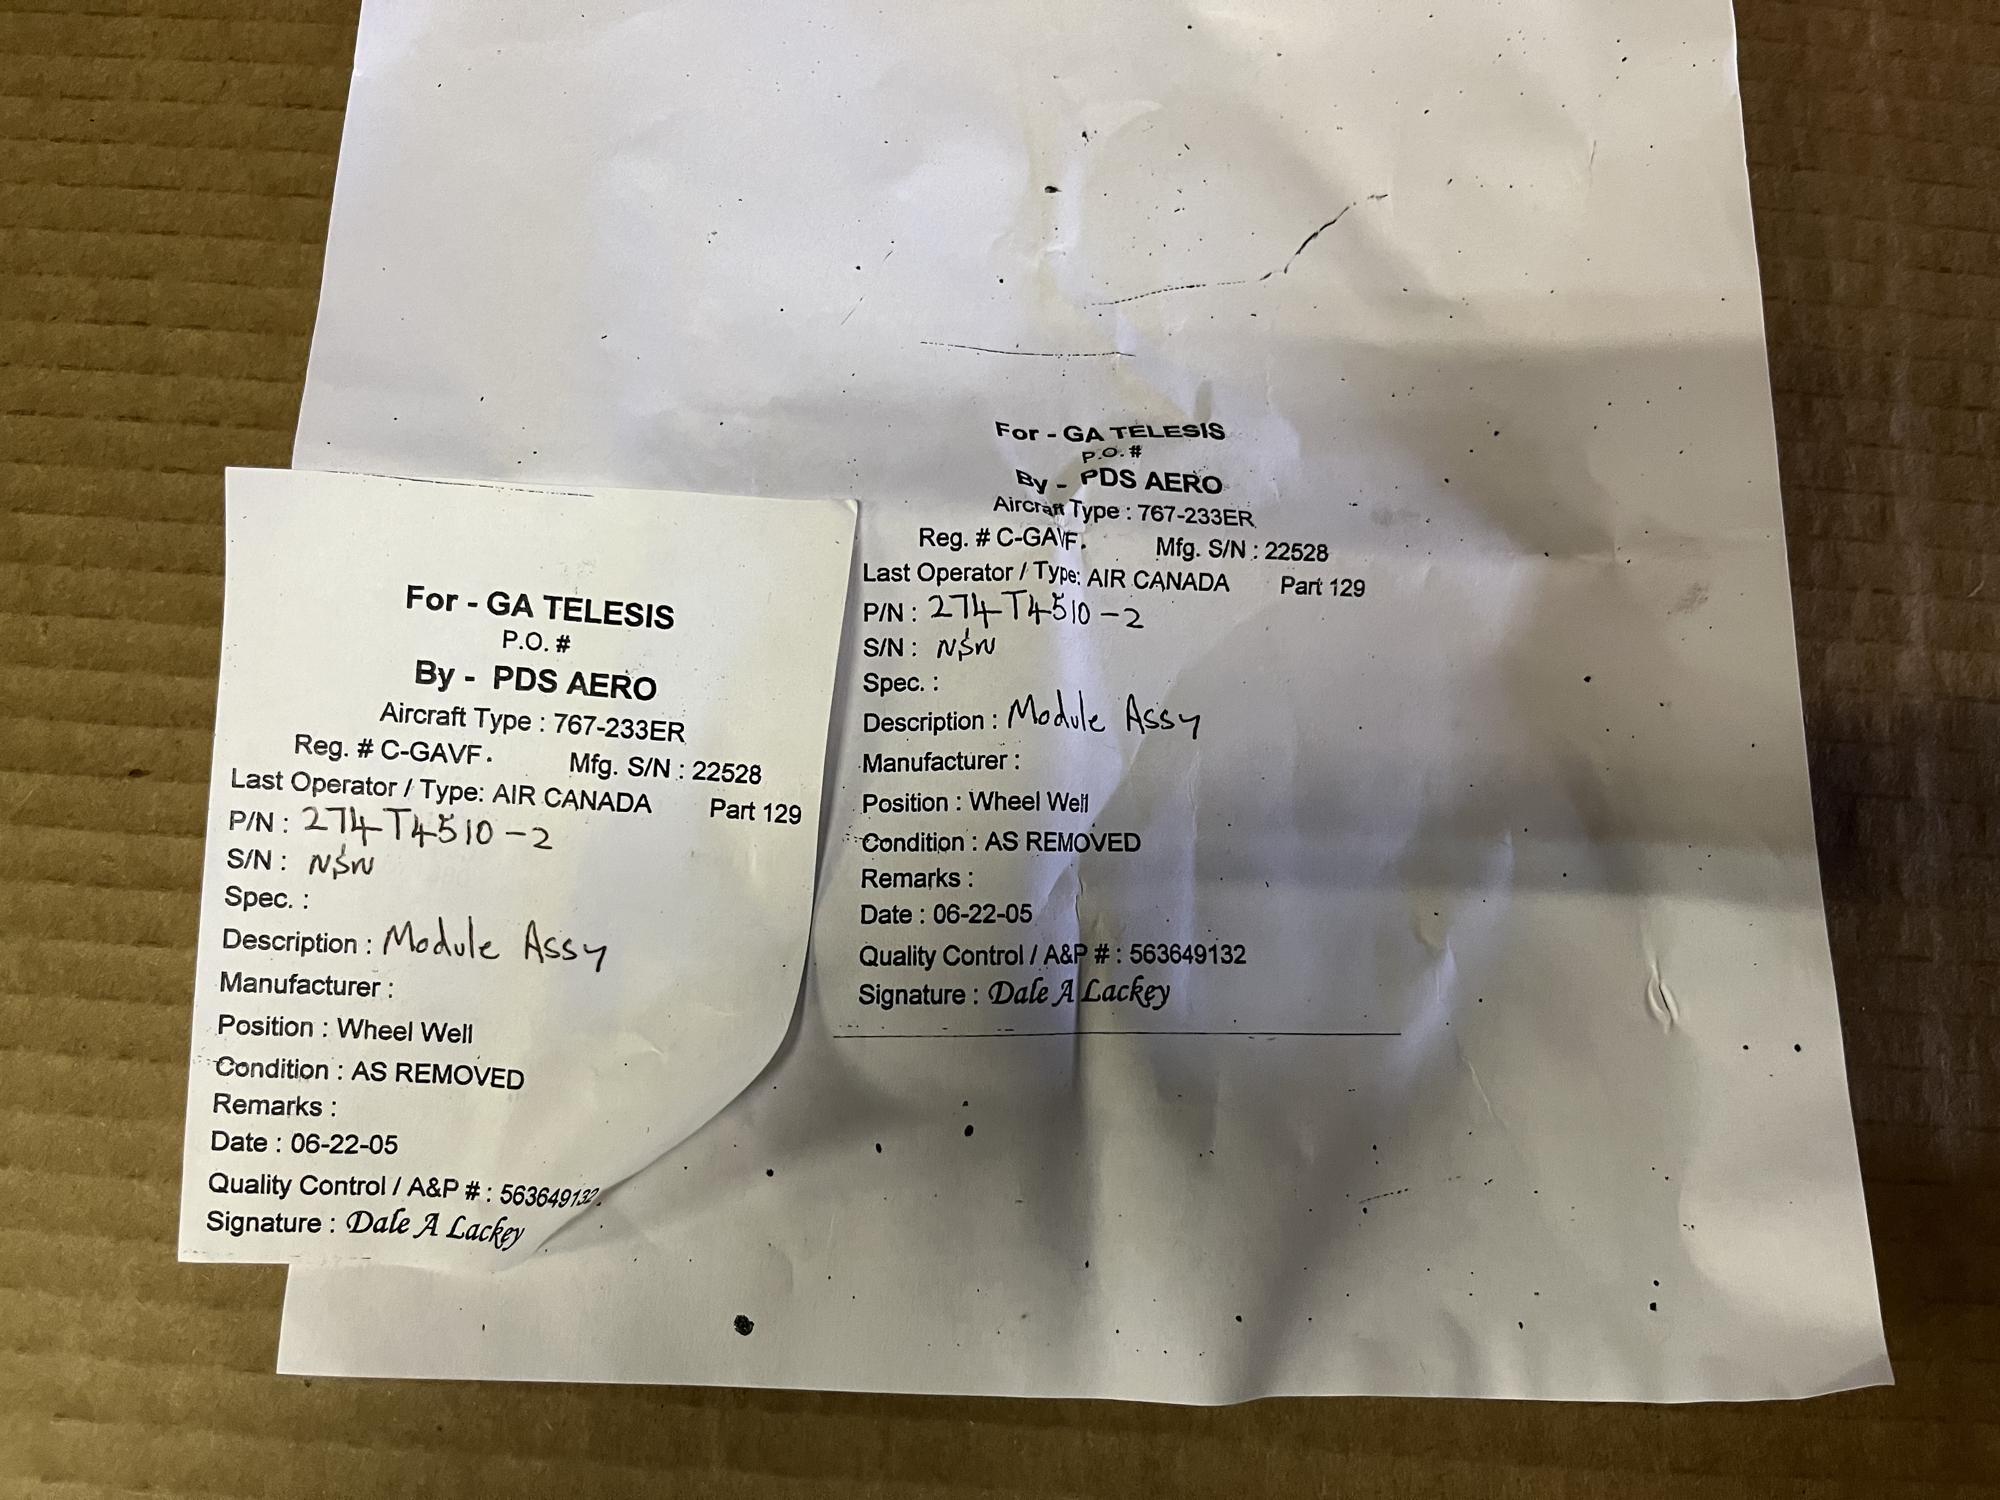 For - GA TELESIS
P.O. #
By - PDS AERO
Aircraft Type : 767-233ER
Reg. # C-GAVF. Mfg. S/N : 22528
Last Operator / Type: AIR CANADA Part 129
P/N : 274T4510-2
S/N : NSN
Spec. :
Description : Module Assy
Manufacturer :
Position : Wheel Well
Condition : AS REMOVED
Remarks :
Date : 06-22-05
Quality Control / A&P # : 563649132
Signature : Dale A Lackey
For - GA TELESIS
P.O. #
By - PDS AERO
Aircraft Type : 767-233ER
Reg. # C-GAVF. Mfg. S/N : 22528
Last Operator / Type: AIR CANADA Part 129
P/N : 274T4510-2
S/N : NSN
Spec. :
Description : Module Assy
Manufacturer :
Position : Wheel Well
Condition : AS REMOVED
Remarks :
Date : 06-22-05
Quality Control / A&P # : 563649132
Signature : Dale A Lackey